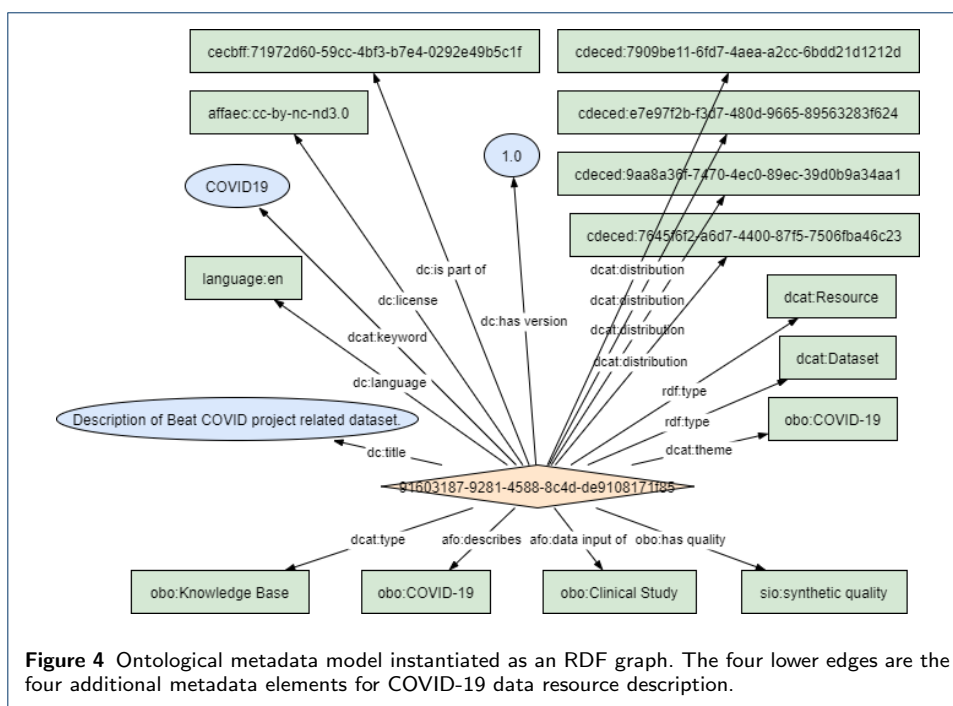 cecbff:71972d60-59cc-4bf3-b7e4-0292e49b5c1f
cdeced:7909be11-6fd7-4aea-a2cc-6bdd21d1212d
affaec:cc-by-nc-nd3.0
cdeced:e7e97f2b-f3d7-480d-9665-89563283f624
1.0
COVID19
cdeced:9aa8a36f-7470-4ec0-89ec-39d0b9a34aa1
cdeced:7645f6f2-a6d7-4400-87f5-7506fba46c23
language:en
dc:is part of
dcat:distribution
dcat:Resource
dc:license
dcat:distribution
dc:has version
dcat:keyword
dcat:distribution
dcat:distribution
dcat:Dataset
dc:language
rdf:type
Description of Beat COVID project related dataset.
rdf:type
obo:COVID-19
dc:title
dcat:theme
91603187-9281-4588-8c4d-de9108171f85
dcat:type
afo:describes
afo:data input of
obo:has quality
obo:Knowledge Base
obo:COVID-19
obo:Clinical Study
sio:synthetic quality
Figure 4 Ontological metadata model instantiated as an RDF graph. The four lower edges are the
four additional metadata elements for COVID-19 data resource description.